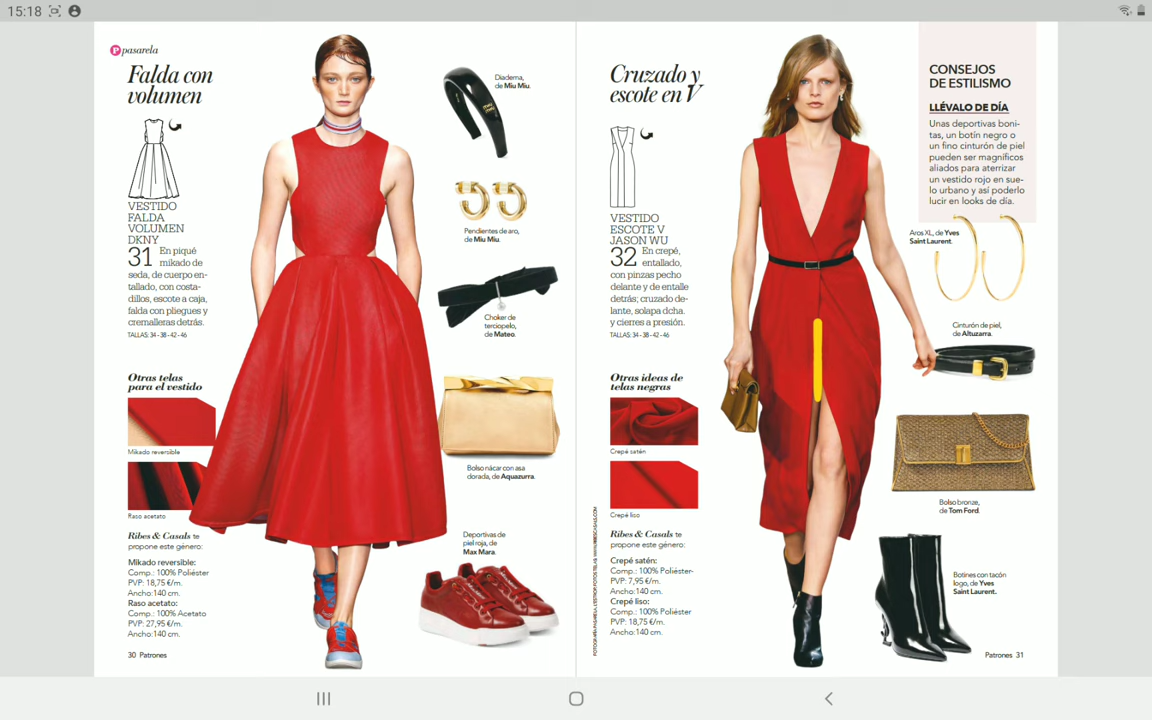 15:18
pasarela
Falda con
volumen
VESTIDO
FALDA
VOLUMEN
DKNY
31 En piqué
mikado de
seda, de cuerpo en-
tallado, con costa-
dillos, escote a caja,
falda con pliegues y
cremalleras detrás.
TALLAS: 34 - 38 - 42 - 46
Otras telas
para el vestido
Mikado reversible
Raso acetato
Ribes & Casals te
propone este género:
Mikado reversible:
Comp.: 100% Poliéster
PVP: 18,75 €/m.
Ancho:140 cm.
Raso acetato:
Comp.: 100% Acetato
PVP: 27,95 €/m.
Ancho:140 cm.
30 Patrones
Diadema,
de Miu Miu.
Pendientes de aro,
de Miu Miu.
Choker de
terciopelo,
de Mateo.
Bolso nácar con asa
dorada, de Aquazurra.
Deportivas de
piel roja, de
Max Mara.
Cruzado y
escote en V
VESTIDO
ESCOTE V
JASON WU
32 En crepé,
entallado,
con pinzas pecho
delante y de entalle
detrás; cruzado de-
lante, solapa dcha.
y cierres a presión.
TALLAS: 34 - 38 - 42 - 46
Otras ideas de
telas negras
Crepé satén
Crepé liso
Ribes & Casals te
propone este género:
Crepé satén:
Comp.: 100% Poliéster-
PVP: 7,95 €/m.
Ancho:140 cm.
Crepé liso:
Comp.: 100% Poliéster
PVP: 18,75 €/m.
Ancho:140 cm.
CONSEJOS
DE ESTILISMO
LLÉVALO DE DÍA
Unas deportivas boni-
tas, un botín negro o
un fino cinturón de piel
pueden ser magníficos
aliados para aterrizar
un vestido rojo en sue-
lo urbano y así poderlo
lucir en looks de día.
Aros XL, de Yves
Saint Laurent.
Cinturón de piel,
de Altuzarra.
Bolso bronze,
de Tom Ford.
Botines con tacón
logo, de Yves
Saint Laurent.
Patrones 31